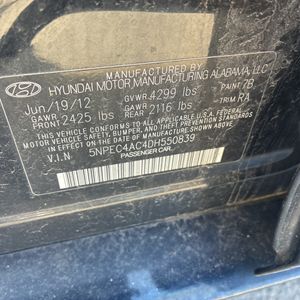 MANUFACTURED BY
HYUNDAI MOTOR MANUFACTURING ALABAMA, LLC
Jun/19/12 GVWR 4299 lbs PAINT 7B
GAWR FRONT 2425 lbs GAWR REAR 2116 lbs TRIM RA
THIS VEHICLE CONFORMS TO ALL APPLICABLE U.S.A. FEDERAL
MOTOR VEHICLE SAFETY, BUMPER, AND THEFT PREVENTION
STANDARDS IN EFFECT ON THE DATE OF MANUFACTURE SHOWN ABOVE.
V.I.N 5NPEC4AC4DH550839
PASSENGER CAR